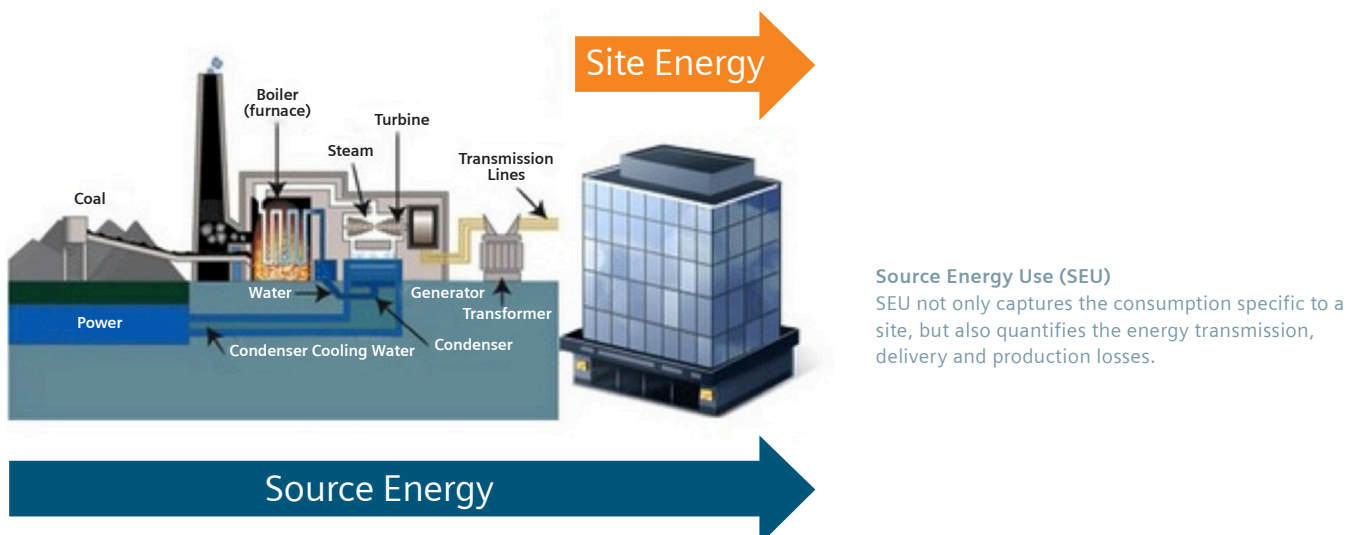 Site Energy
Boiler
(furnace)
Turbine
Steam
Transmission
Lines
Coal
Water
Generator
Transformer
Power
Condenser Cooling Water
Condenser
Source Energy Use (SEU)
SEU not only captures the consumption specific to a
site, but also quantifies the energy transmission,
delivery and production losses.
Source Energy